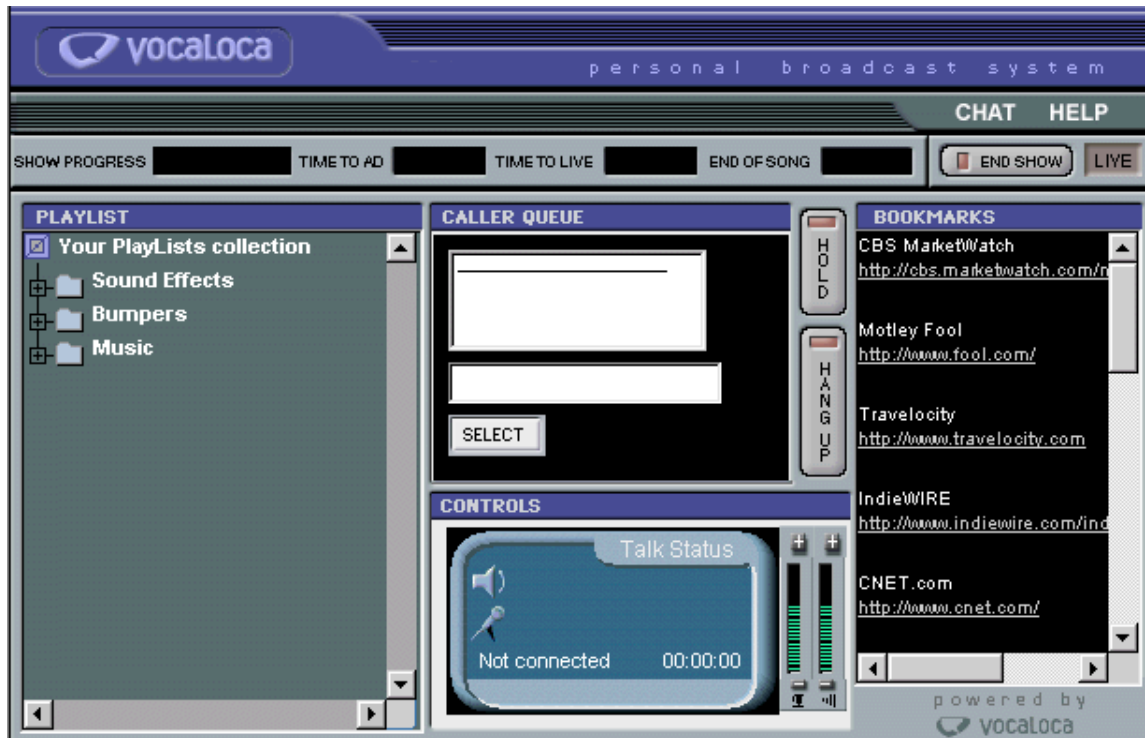 vocaLoca
personal broadcast system
CHAT HELP
SHOW PROGRESS TIME TO AD TIME TO LIVE END OF SONG END SHOW LIVE
PLAYLIST
Your PlayLists collection
Sound Effects
Bumpers
Music
CALLER QUEUE
SELECT
HOLD
HANG UP
CONTROLS
Talk Status
Not connected 00:00:00
BOOKMARKS
CBS MarketWatch
http://cbs.marketwatch.com/n
Motley Fool
http://www.fool.com/
Travelocity
http://www.travelocity.com
IndieWIRE
http://www.indiewire.com/ind
CNET.com
http://www.cnet.com/
powered by
vocaLoca